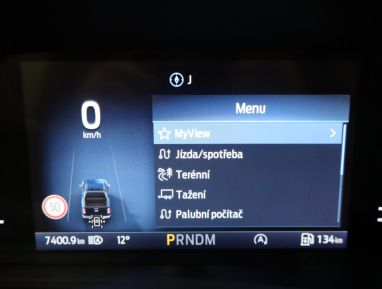 J
0
km/h
Menu
MyView
Jízda/spotřeba
Terénní
Tažení
Palubní počítač
50
7400.9 km
12°
PRNDM
A
134 km